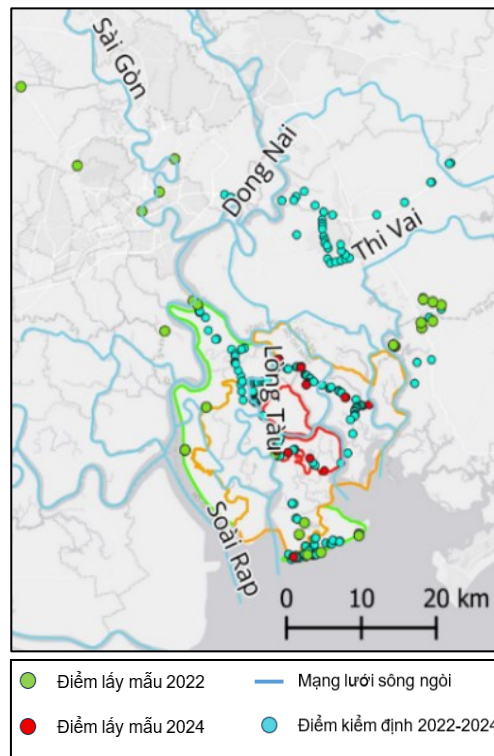 Sài Gòn
Dong Nai
Thi Vai
Lòng Tàu
Soài Rap
0 10 20 km
Điểm lấy mẫu 2022
Mạng lưới sông ngòi
Điểm lấy mẫu 2024
Điểm kiểm định 2022-2024